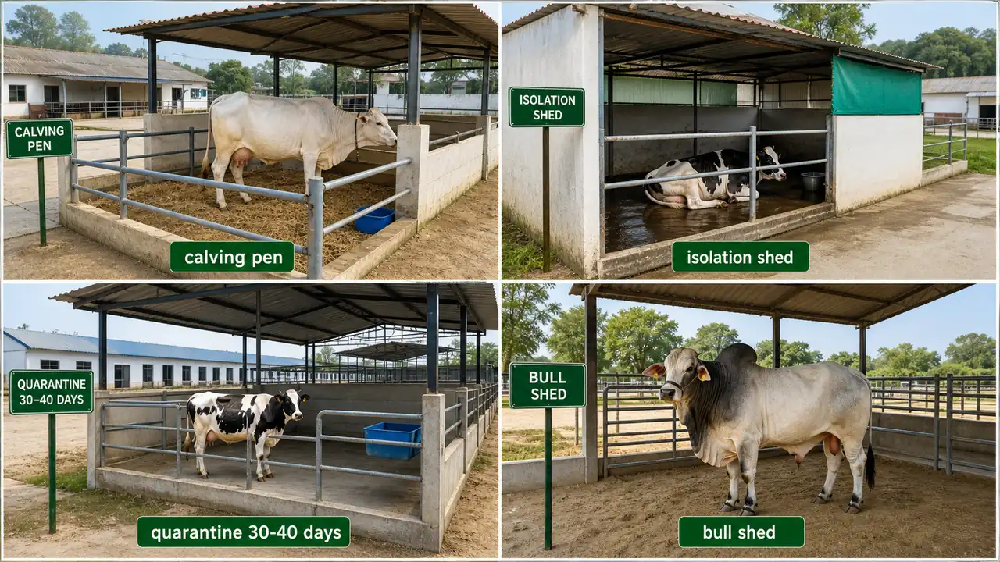 CALVING
PEN
calving pen
ISOLATION
SHED
isolation shed
QUARANTINE
30–40 DAYS
quarantine 30-40 days
BULL
SHED
bull shed